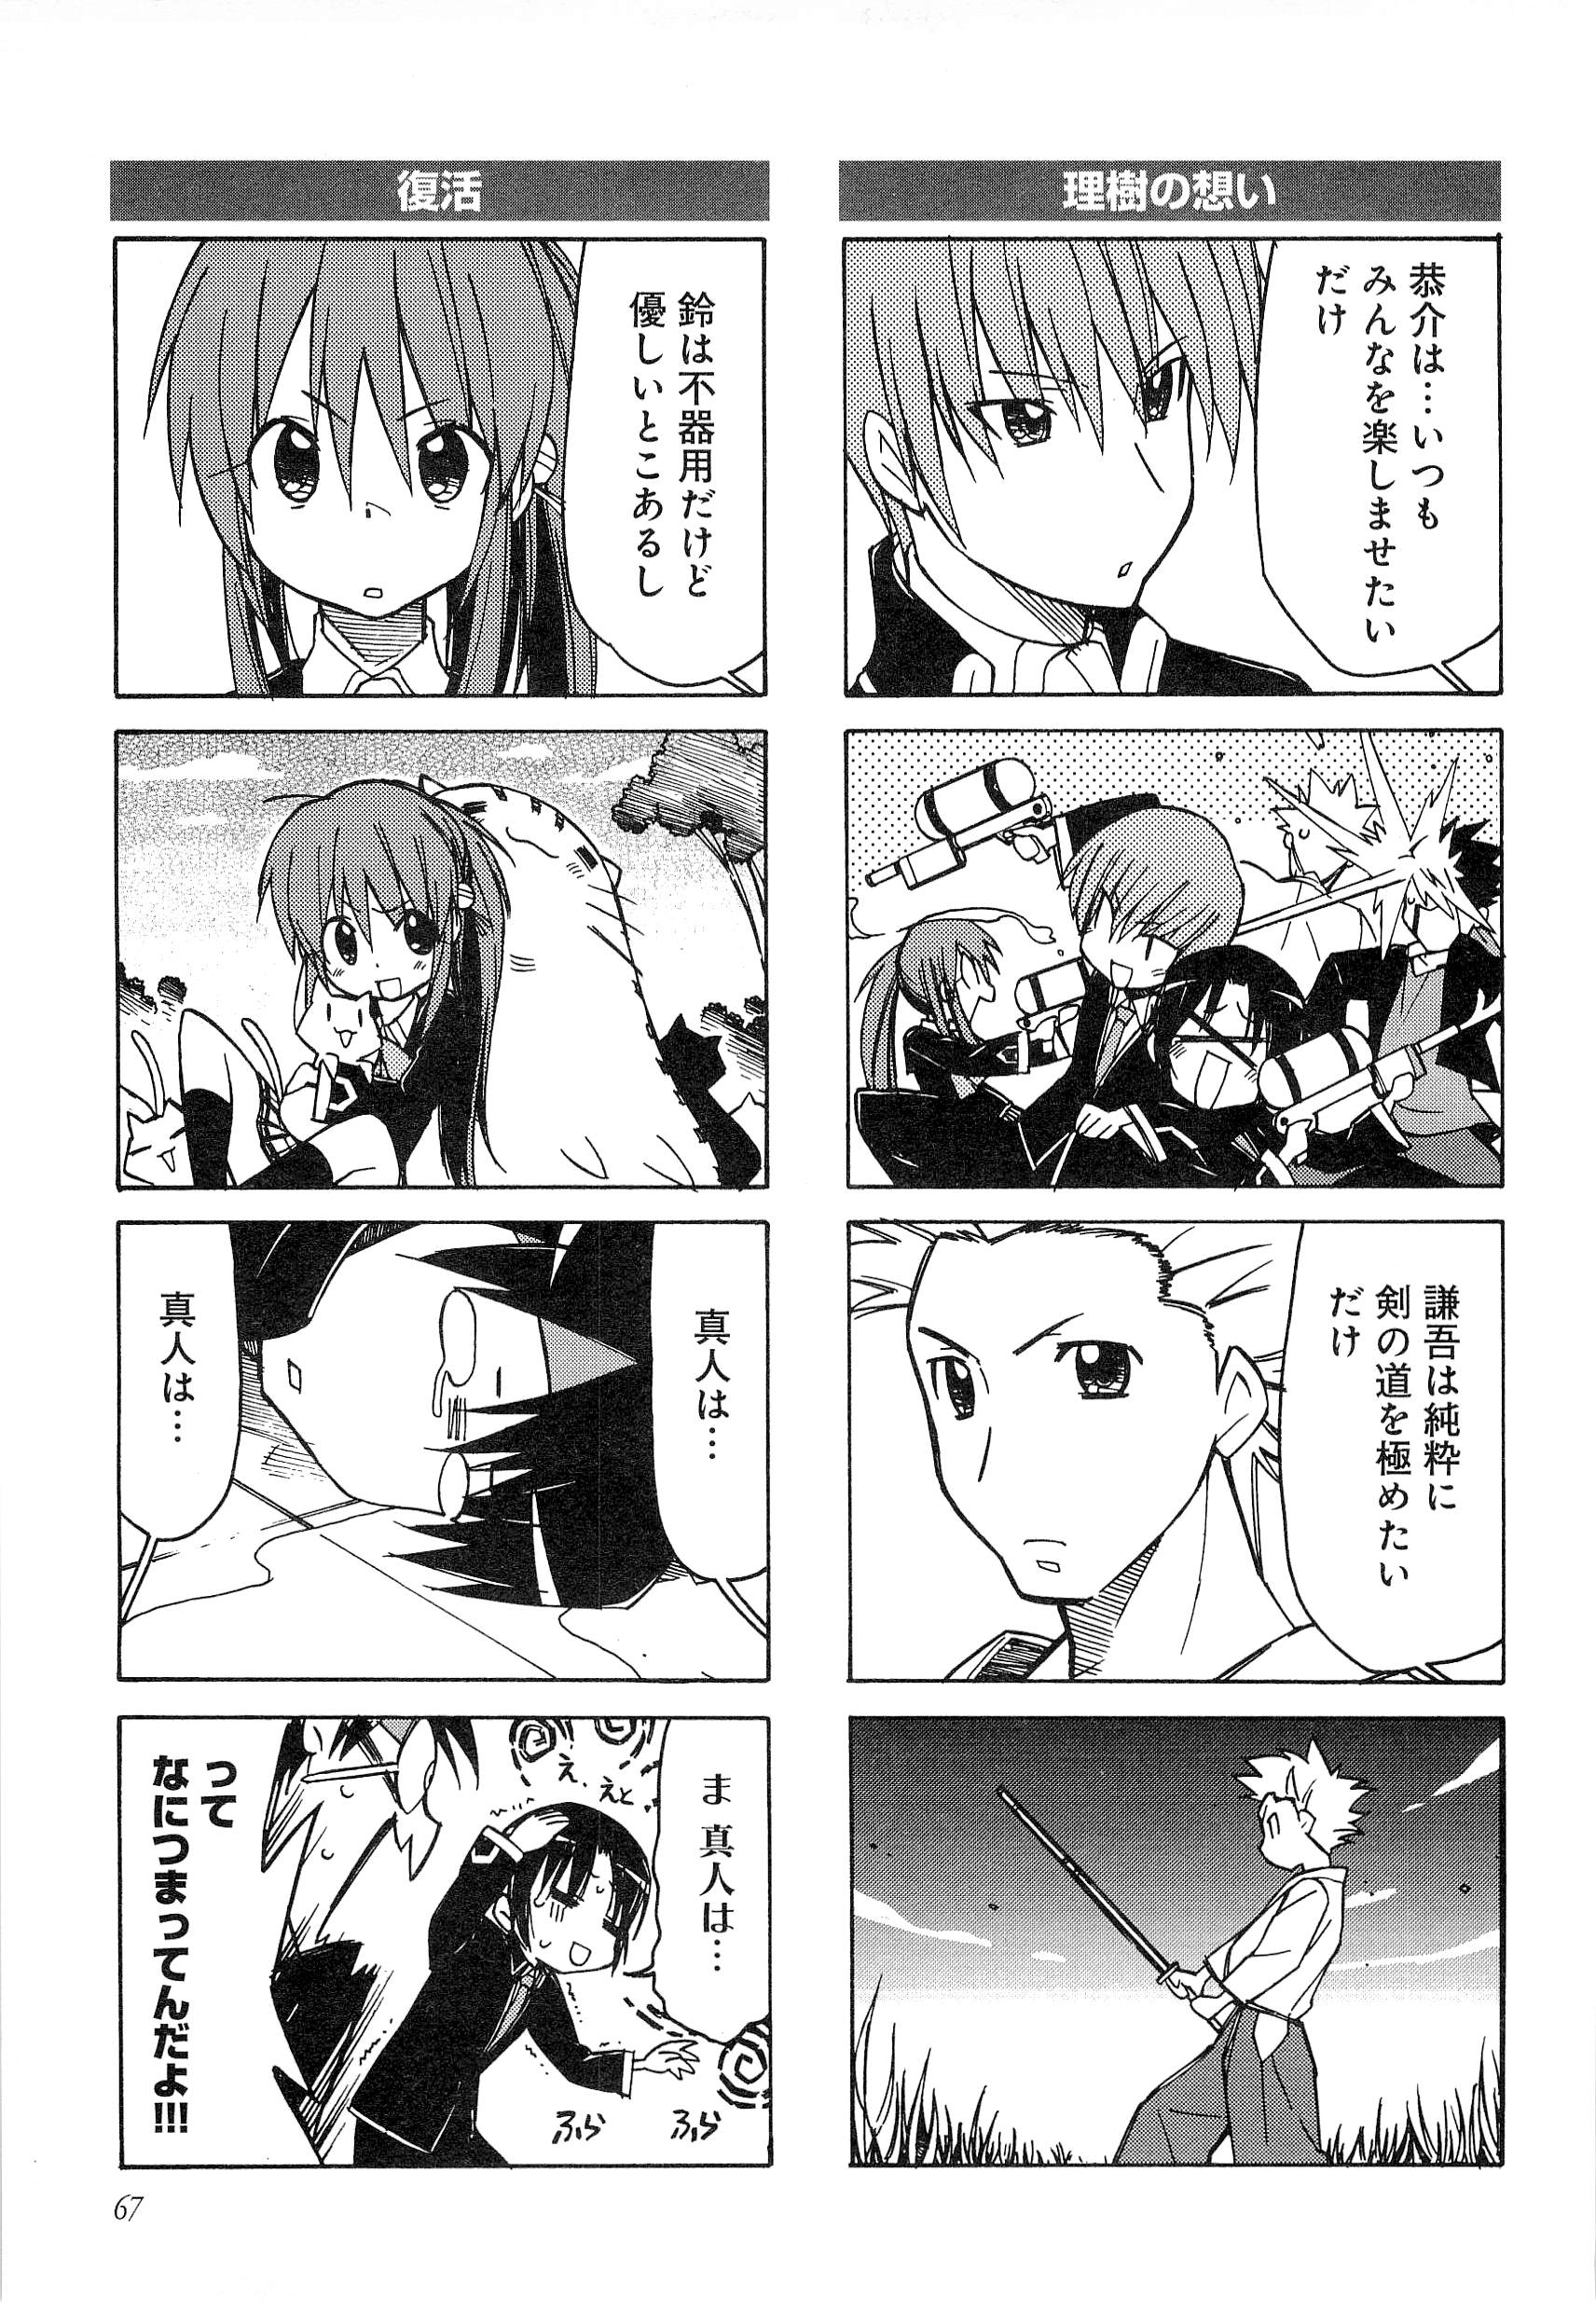 理樹の想い
恭介は…いつも
みんなを楽しませたい
だけ
謙吾は純粋に
剣の道を極めたい
だけ
復活
鈴は不器用だけど
優しいとこあるし
真人は…
真人は…
ま 真人は…
え、えと
ふら
ふら
って
なにつまってんだよ!!!
67